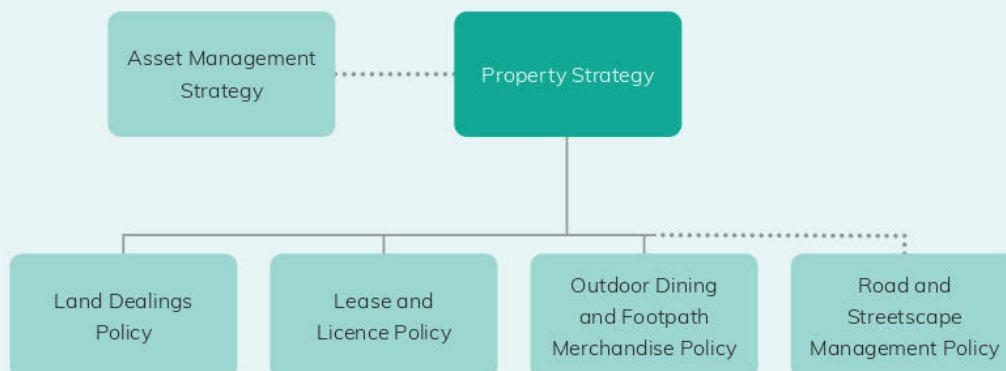 Asset Management
Strategy
Property Strategy
Land Dealings
Policy
Lease and
Licence Policy
Outdoor Dining
and Footpath
Merchandise Policy
Road and
Streetscape
Management Policy